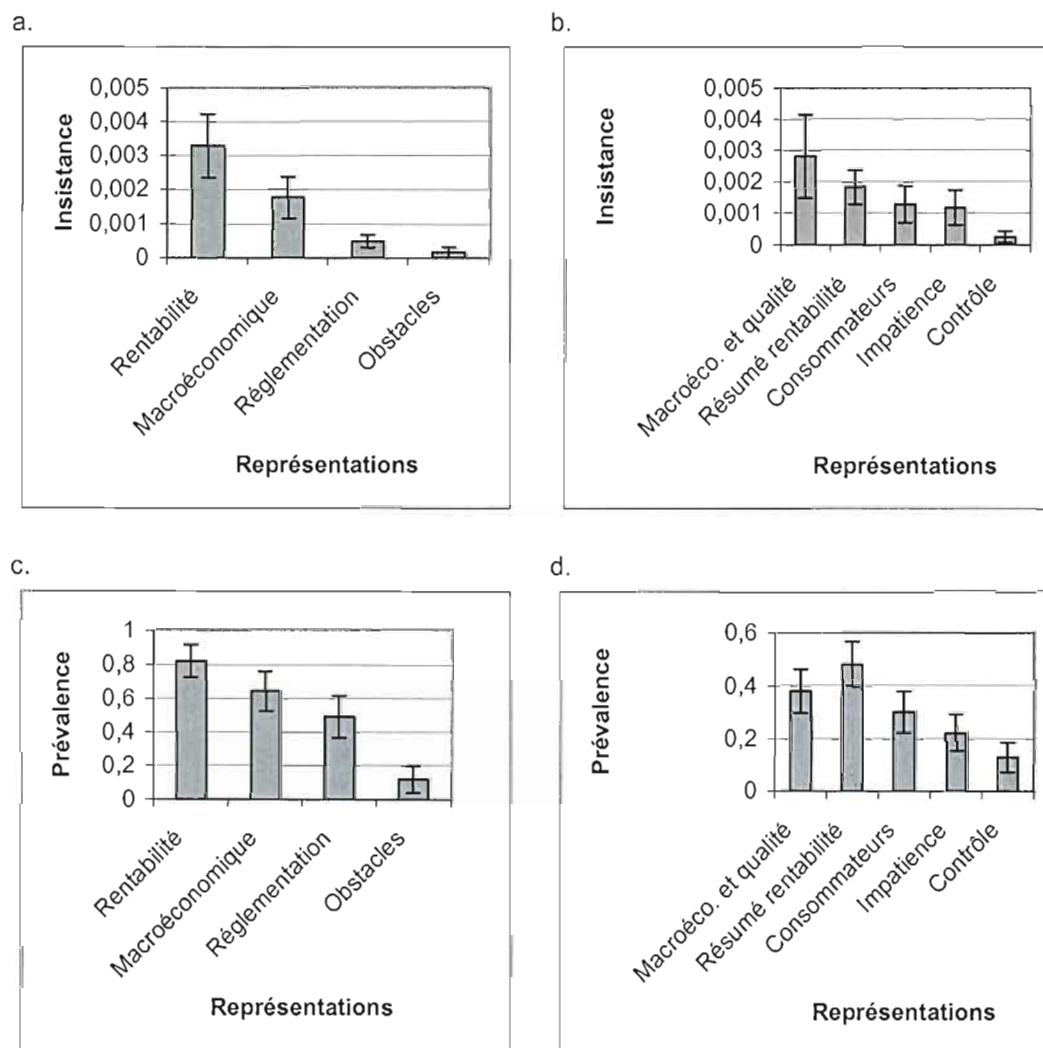 a.
Insistance
0,005
0,004
0,003
0,002
0,001
0
Rentabilité
Macroéconomique
Réglementation
Obstacles
Représentations
b.
Insistance
0,005
0,004
0,003
0,002
0,001
0
Macroéco. et qualité
Résumé rentabilité
Consommateurs
Impatience
Contrôle
Représentations
c.
Prévalence
1
0,8
0,6
0,4
0,2
0
Rentabilité
Macroéconomique
Réglementation
Obstacles
Représentations
d.
Prévalence
0,6
0,4
0,2
0
Macroéco. et qualité
Résumé rentabilité
Consommateurs
Impatience
Contrôle
Représentations